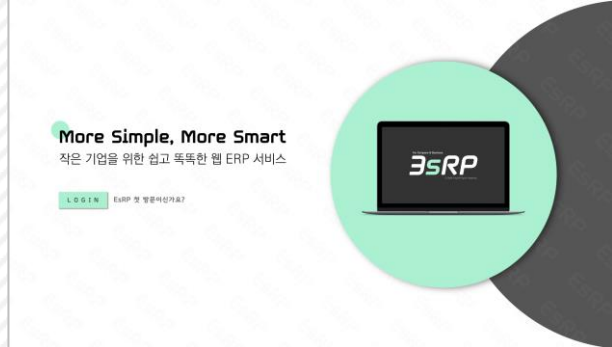 More Simple, More Smart
작은 기업을 위한 쉽고 똑똑한 웹 ERP 서비스
LOGIN
EsRP 첫 방문이신가요?
3sRP